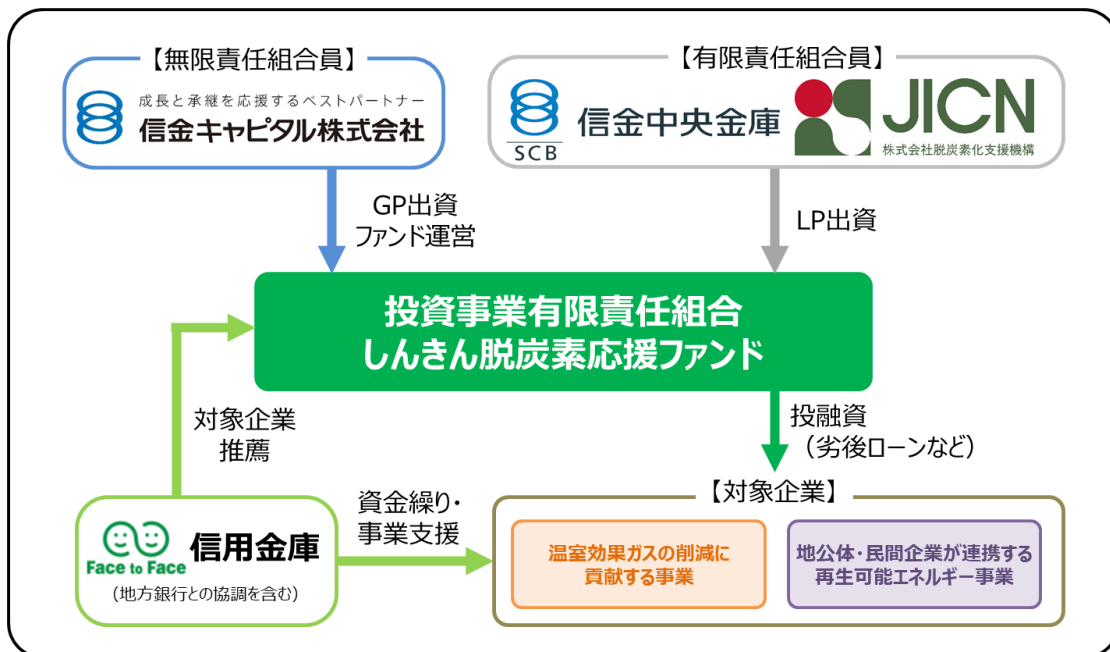 【無限責任組合員】
成長と承継を応援するベストパートナー
信金キャピタル株式会社
【有限責任組合員】
SCB
信金中央金庫
JICN
株式会社脱炭素化支援機構
GP出資
ファンド運営
LP出資
投資事業有限責任組合
しんきん脱炭素応援ファンド
対象企業
推薦
投融資
（劣後ローンなど）
Face to Face
信用金庫
(地方銀行との協調を含む)
資金繰り・
事業支援
【対象企業】
温室効果ガスの削減に
貢献する事業
地公体・民間企業が連携する
再生可能エネルギー事業